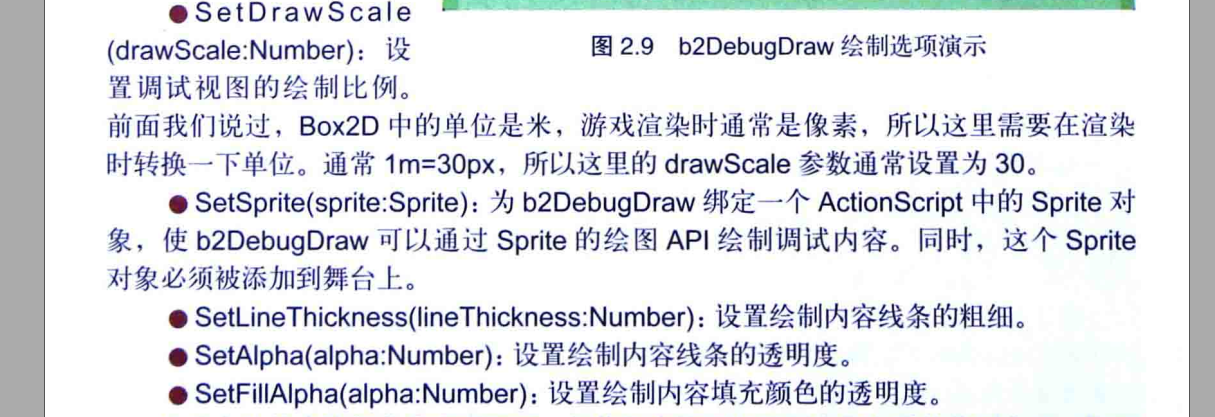 ●SetDrawScale
(drawScale:Number)：设
置调试视图的绘制比例。
图 2.9 b2DebugDraw 绘制选项演示
前面我们说过，Box2D 中的单位是米，游戏渲染时通常是像素，所以这里需要在渲染
时转换一下单位。通常 1m=30px，所以这里的 drawScale 参数通常设置为 30。
●SetSprite(sprite:Sprite)：为 b2DebugDraw 绑定一个 ActionScript 中的 Sprite 对
象，使 b2DebugDraw 可以通过 Sprite 的绘图 API 绘制调试内容。同时，这个 Sprite
对象必须被添加到舞台上。
●SetLineThickness(lineThickness:Number)：设置绘制内容线条的粗细。
●SetAlpha(alpha:Number)：设置绘制内容线条的透明度。
●SetFillAlpha(alpha:Number)：设置绘制内容填充颜色的透明度。